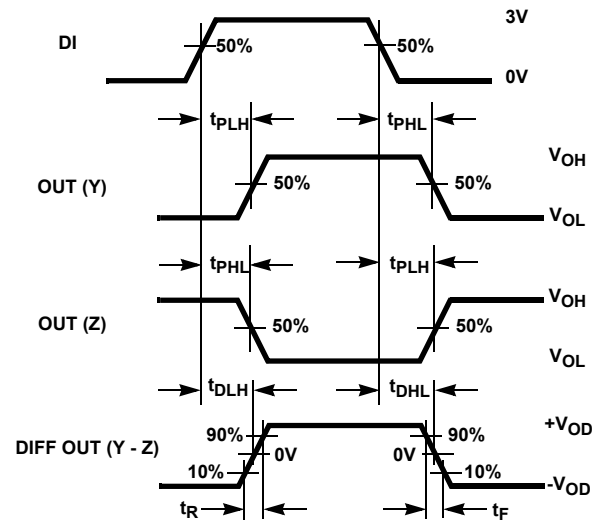 3V
DI
50%
50%
0V
tPLH
tPHL
VOH
OUT (Y)
50%
50%
VOL
tPHL
tPLH
VOH
OUT (Z)
50%
50%
VOL
tDLH
tDHL
+VOD
90%
90%
DIFF OUT (Y - Z)
0V
0V
10%
10%
-VOD
tR
tF